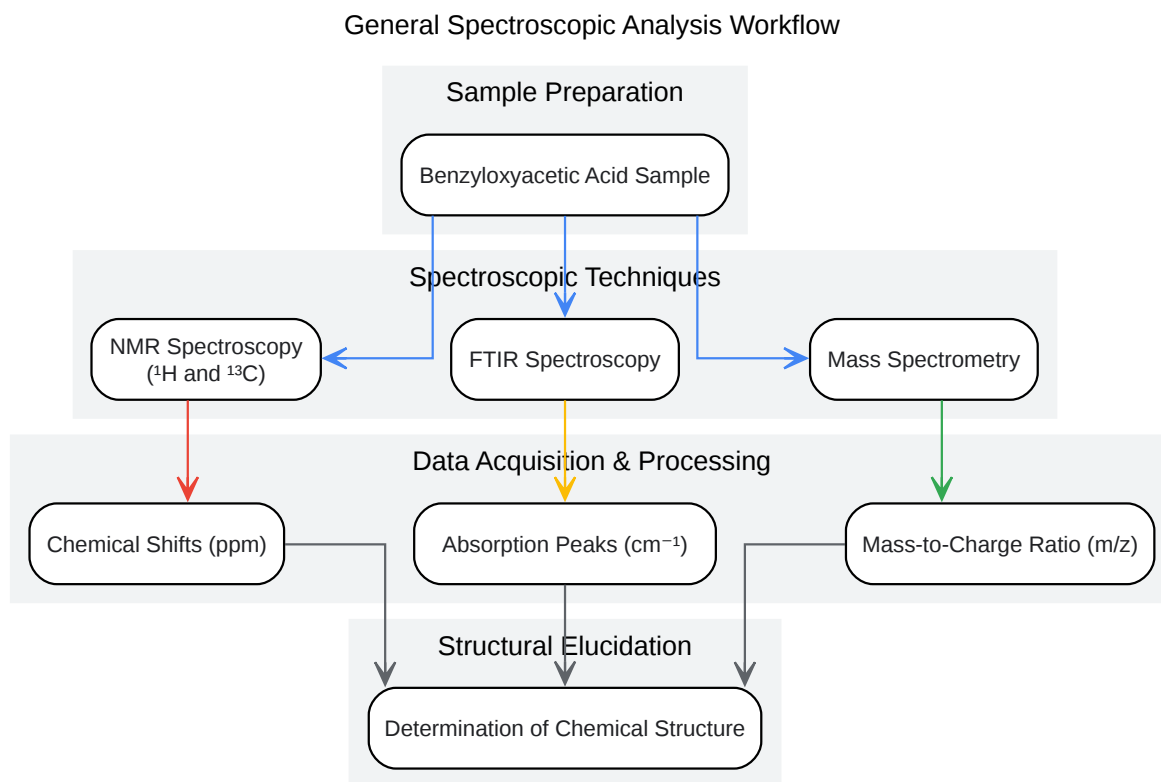 General Spectroscopic Analysis Workflow
Sample Preparation
Benzyloxyacetic Acid Sample
Spectroscopic Techniques
NMR Spectroscopy
(¹H and ¹³C)
FTIR Spectroscopy
Mass Spectrometry
Data Acquisition & Processing
Chemical Shifts (ppm)
Absorption Peaks (cm⁻¹)
Mass-to-Charge Ratio (m/z)
Structural Elucidation
Determination of Chemical Structure